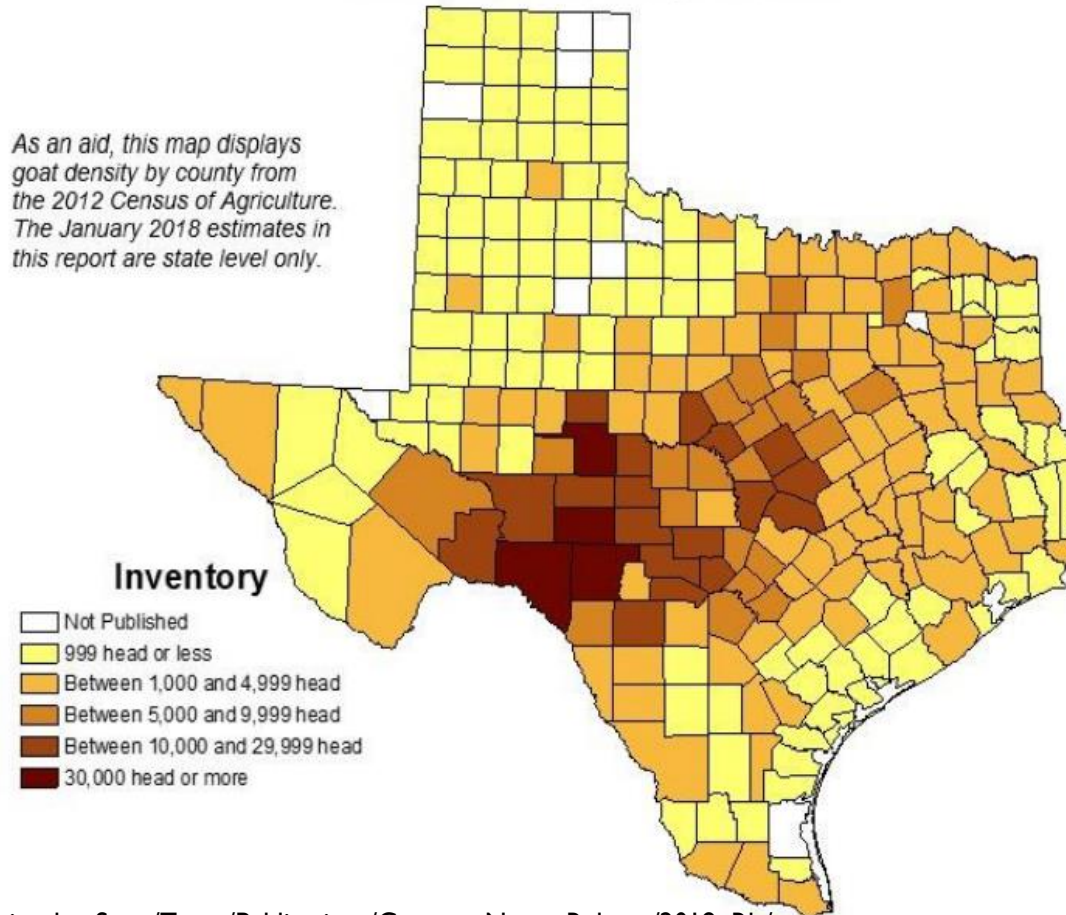 As an aid, this map displays
goat density by county from
the 2012 Census of Agriculture.
The January 2018 estimates in
this report are state level only.
Inventory
Not Published
999 head or less
Between 1,000 and 4,999 head
Between 5,000 and 9,999 head
Between 10,000 and 29,999 head
30,000 head or more